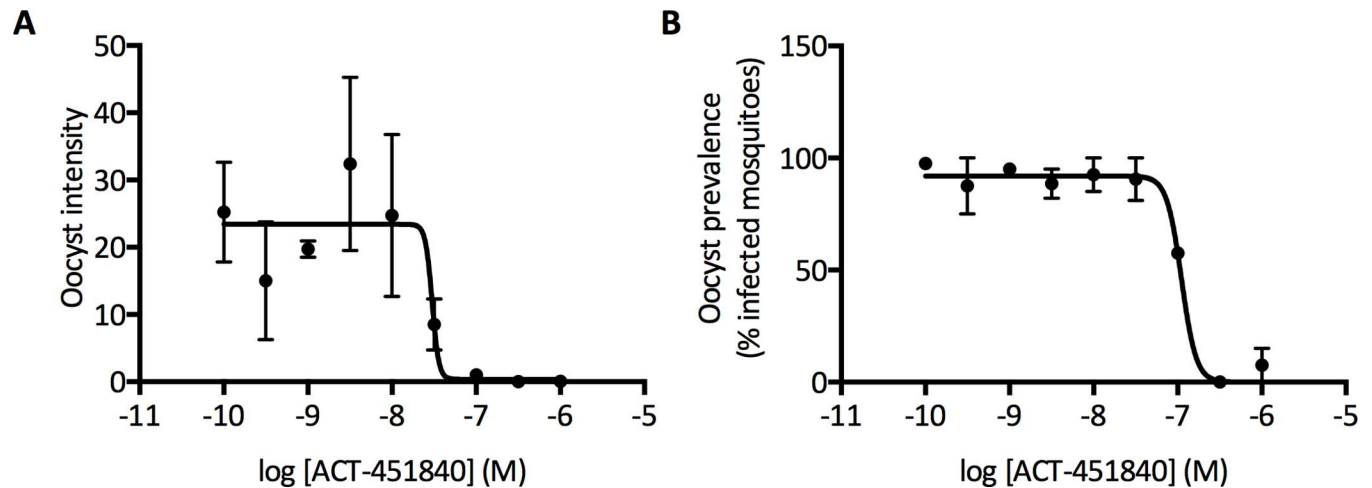 A
Oocyst intensity
50
40
30
20
10
0
-11 -10 -9 -8 -7 -6 -5
log [ACT-451840] (M)
B
Oocyst prevalence
(% infected mosquitoes)
150
100
50
0
-11 -10 -9 -8 -7 -6 -5
log [ACT-451840] (M)